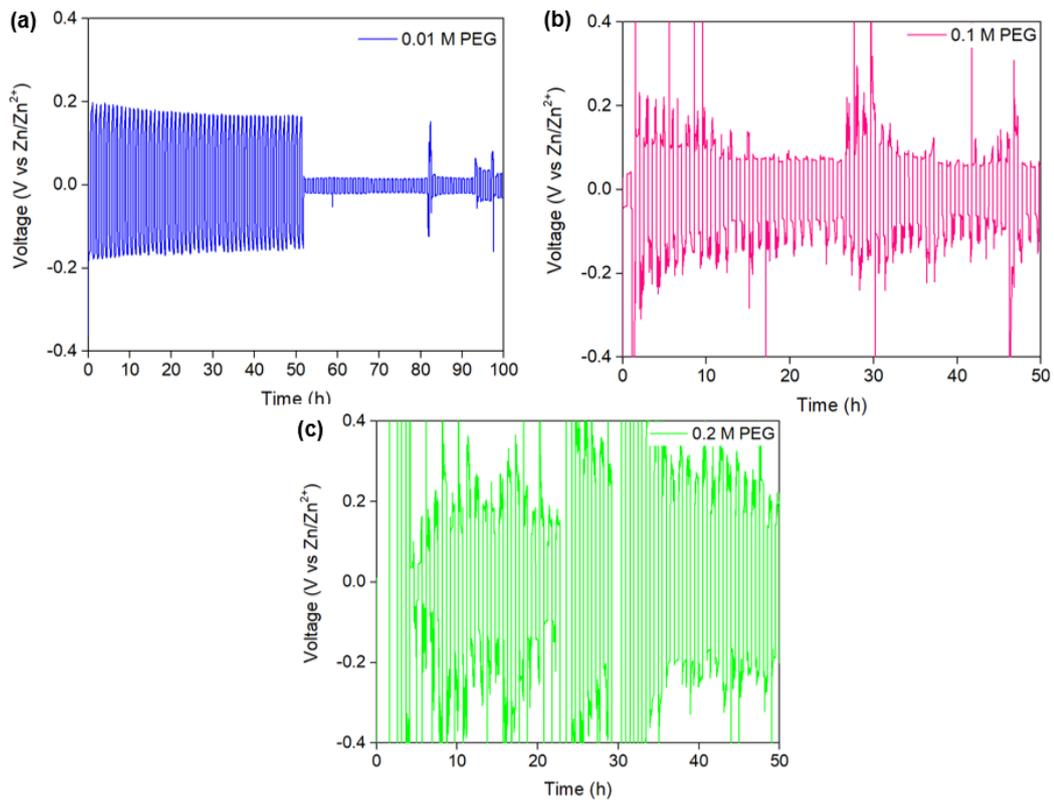 (a)
0.01 M PEG
Voltage (V vs Zn/Zn²⁺)
0.4
0.2
0.0
-0.2
-0.4
0 10 20 30 40 50 60 70 80 90 100
Time (h)
(b)
0.1 M PEG
Voltage (V vs Zn/Zn²⁺)
0.4
0.2
0.0
-0.2
-0.4
0 10 20 30 40 50
Time (h)
(c)
0.2 M PEG
Voltage (V vs Zn/Zn²⁺)
0.4
0.2
0.0
-0.2
-0.4
0 10 20 30 40 50
Time (h)